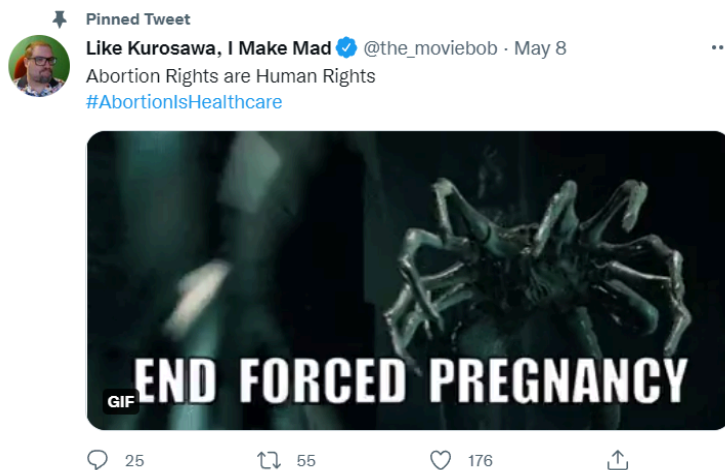 Pinned Tweet
Like Kurosawa, I Make Mad @the_moviebob · May 8
Abortion Rights are Human Rights
#AbortionIsHealthcare
END FORCED PREGNANCY
GIF
25 55 176